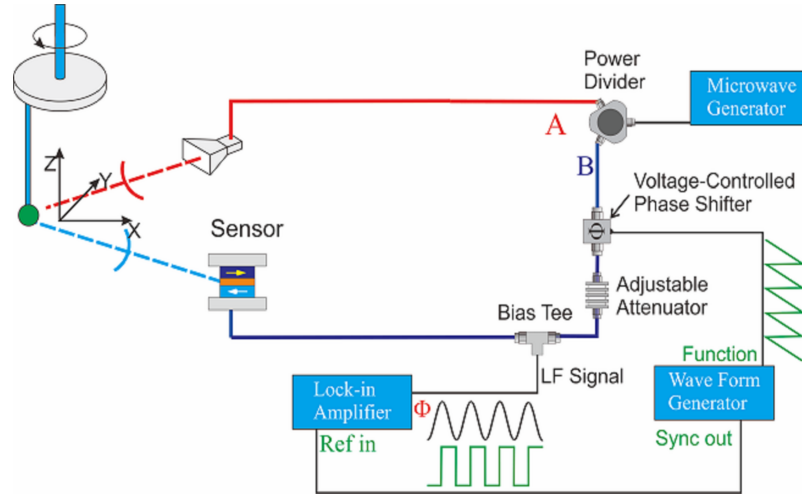 Power
Divider
Microwave
Generator
A
B
Z
Y
X
Voltage-Controlled
Phase Shifter
Φ
Sensor
Adjustable
Attenuator
Bias Tee
LF Signal
Function
Wave Form
Generator
Sync out
Lock-in
Amplifier
Φ
Ref in